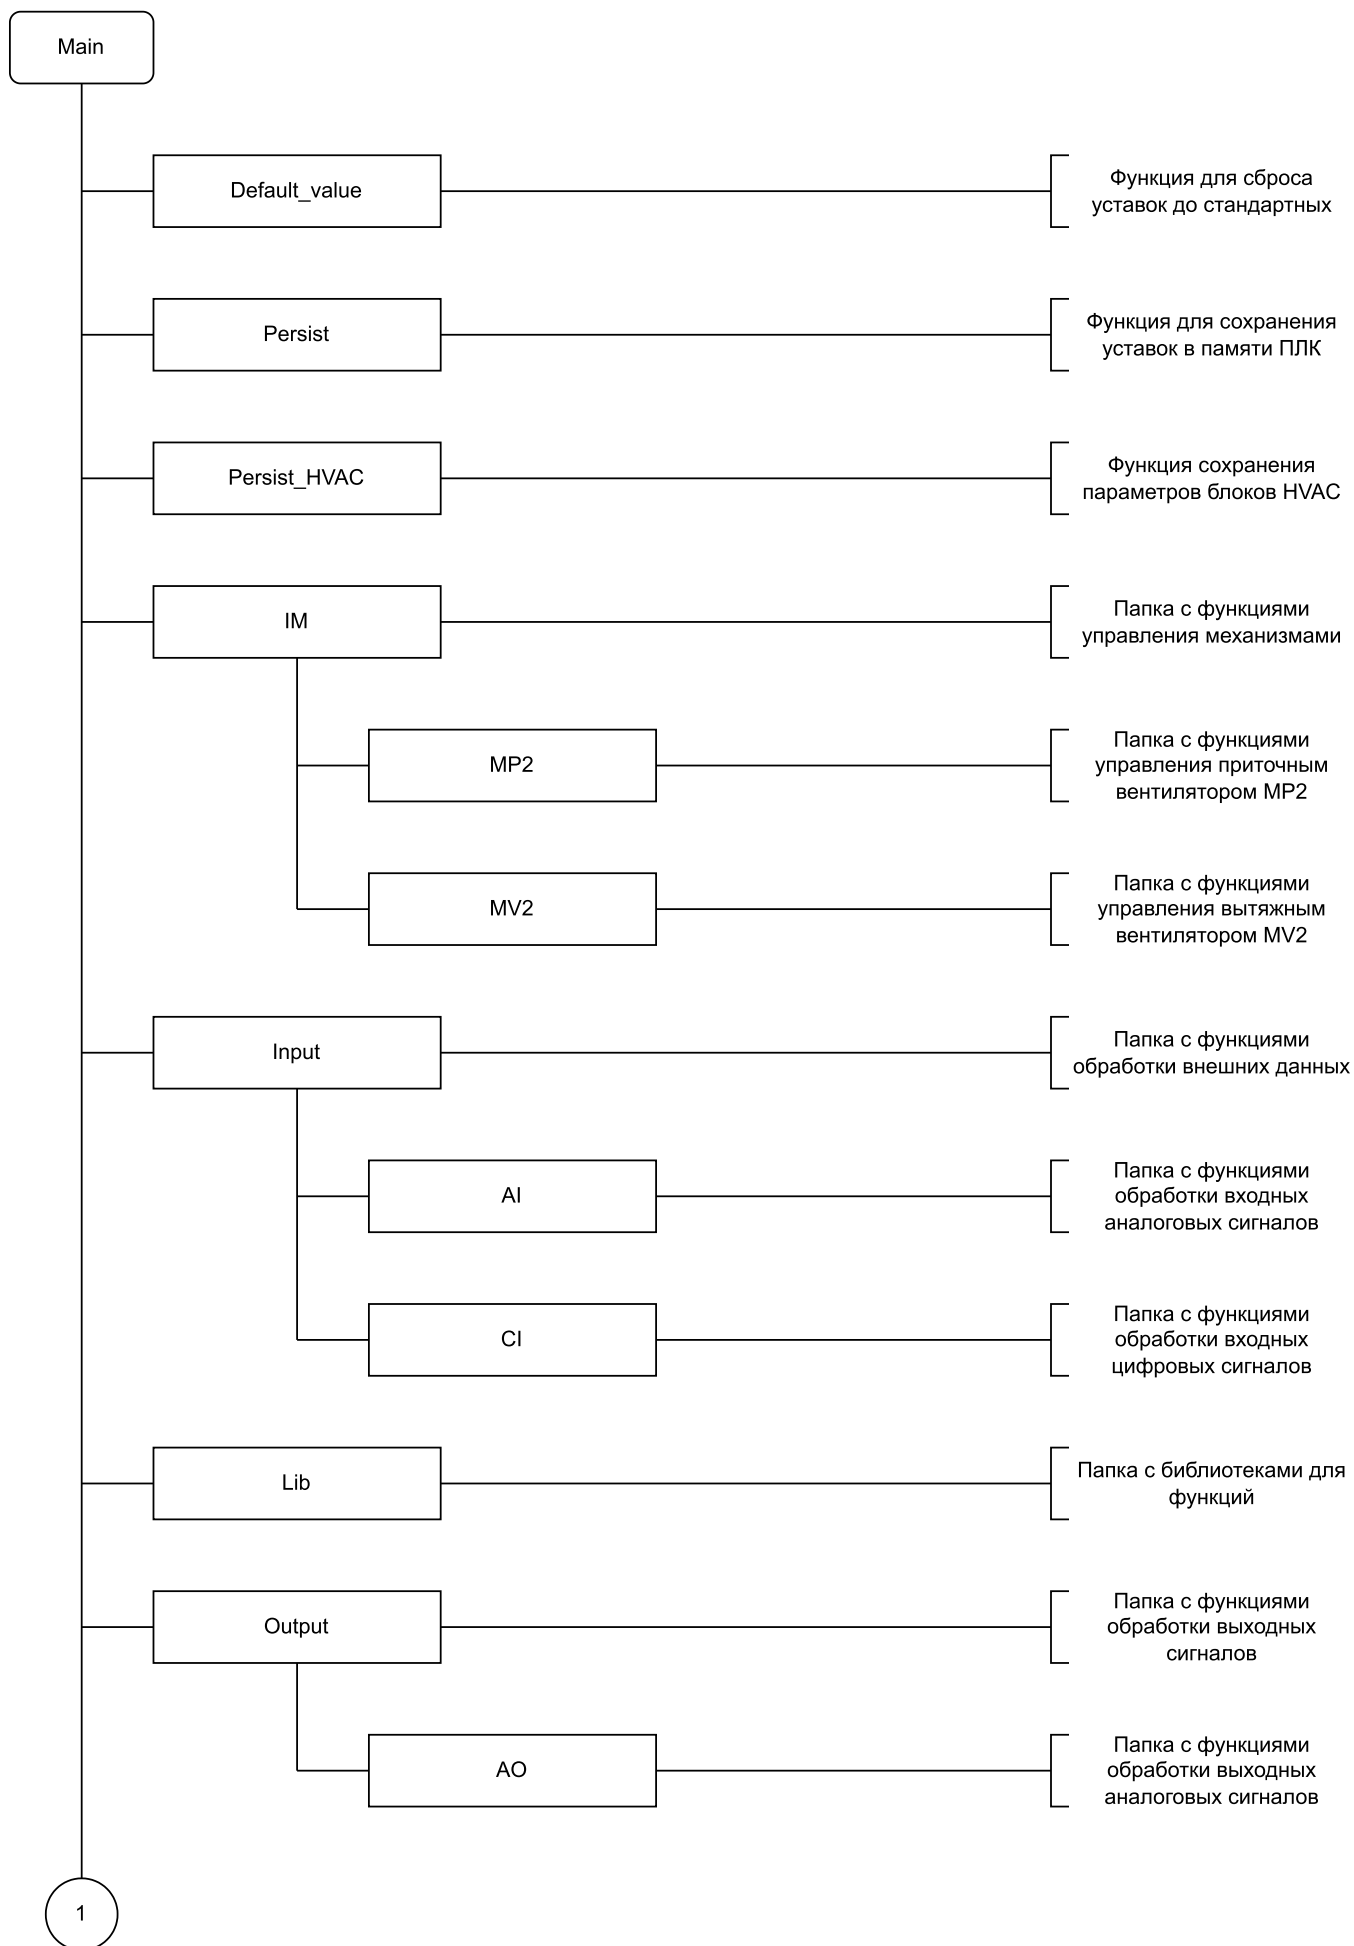 Main
Default_value
Функция для сброса
уставок до стандартных
Persist
Функция для сохранения
уставок в памяти ПЛК
Persist_HVAC
Функция сохранения
параметров блоков HVAC
IM
Папка с функциями
управления механизмами
MP2
Папка с функциями
управления приточным
вентилятором MP2
MV2
Папка с функциями
управления вытяжным
вентилятором MV2
Input
Папка с функциями
обработки внешних данных
AI
Папка с функциями
обработки входных
аналоговых сигналов
CI
Папка с функциями
обработки входных
цифровых сигналов
Lib
Папка с библиотеками для
функций
Output
Папка с функциями
обработки выходных
сигналов
AO
Папка с функциями
обработки выходных
аналоговых сигналов
1